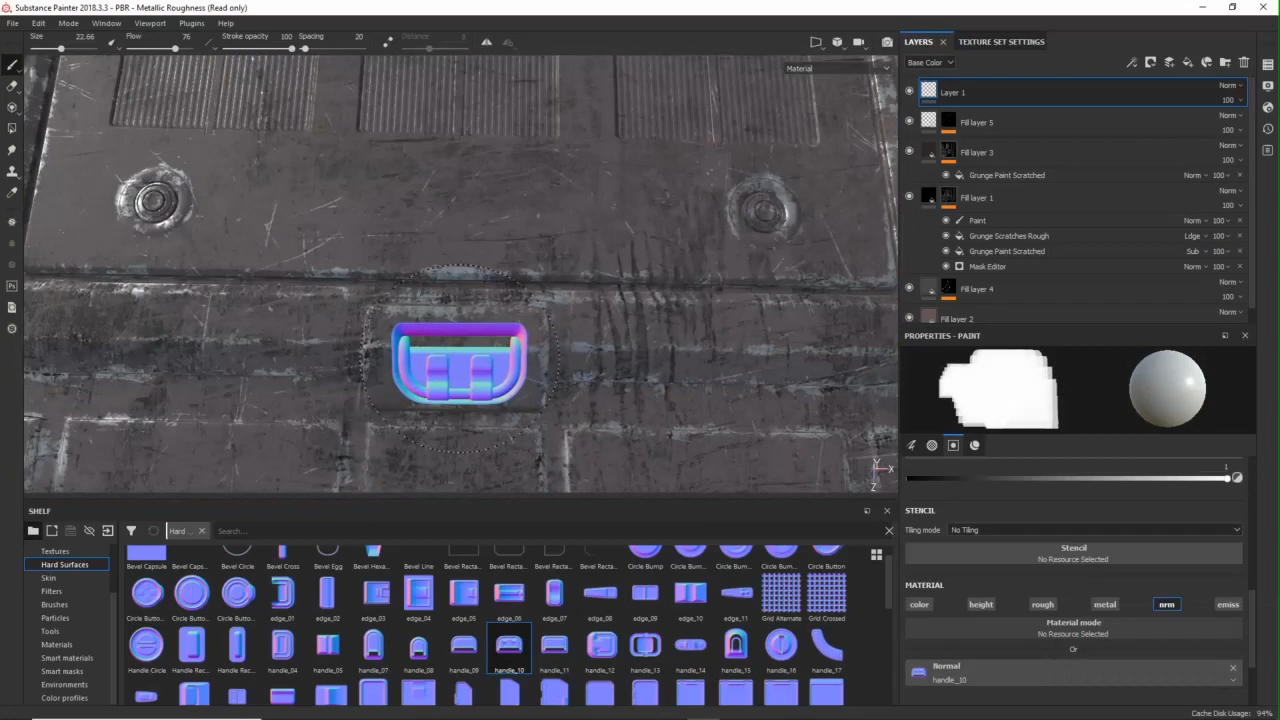 Substance Painter 2018.3.3 - PBR - Metallic Roughness (Read only)
File Edit Mode Window Viewport Plugins Help
Size 22.66 Flow 76 Stroke opacity 100 Spacing 20 Distance 8
Material
LAYERS TEXTURE SET SETTINGS
Base Color
Layer 1 Norm 100
Fill layer 5 Norm 100
Fill layer 3 Norm 100
Grunge Paint Scratched Norm 100
Fill layer 1 Norm 100
Paint Norm 100
Grunge Scratches Rough Ldge 100
Grunge Paint Scratched Sub 100
Mask Editor Norm 100
Fill layer 4 Norm 100
Fill layer 2 Norm
PROPERTIES - PAINT
1
STENCIL
Tiling mode No Tiling
Stencil
No Resource Selected
MATERIAL
color height rough metal nrm emiss
Material mode
No Resource Selected
Or
Normal
handle_10
Y X Z
SHELF
Hard ... Search...
Textures
Hard Surfaces
Skin
Filters
Brushes
Particles
Tools
Materials
Smart materials
Smart masks
Environments
Color profiles
Bevel Capsule Bevel Caps... Bevel Circle Bevel Cross Bevel Egg Bevel Hexa... Bevel Line Bevel Recta... Bevel Recta... Bevel Recta... Bevel Recta... Circle Bump Circle Bum... Circle Bum... Circle Bum... Circle Button
Circle Butto... Circle Butto... Circle Butto... edge_01 edge_02 edge_03 edge_04 edge_05 edge_06 edge_07 edge_08 edge_09 edge_10 edge_11 Grid Alternate Grid Crossed
Handle Circle Handle Rec... Handle Rec... handle_04 handle_05 handle_07 handle_08 handle_09 handle_10 handle_11 handle_12 handle_13 handle_14 handle_15 handle_16 handle_17
Cache Disk Usage: 94%